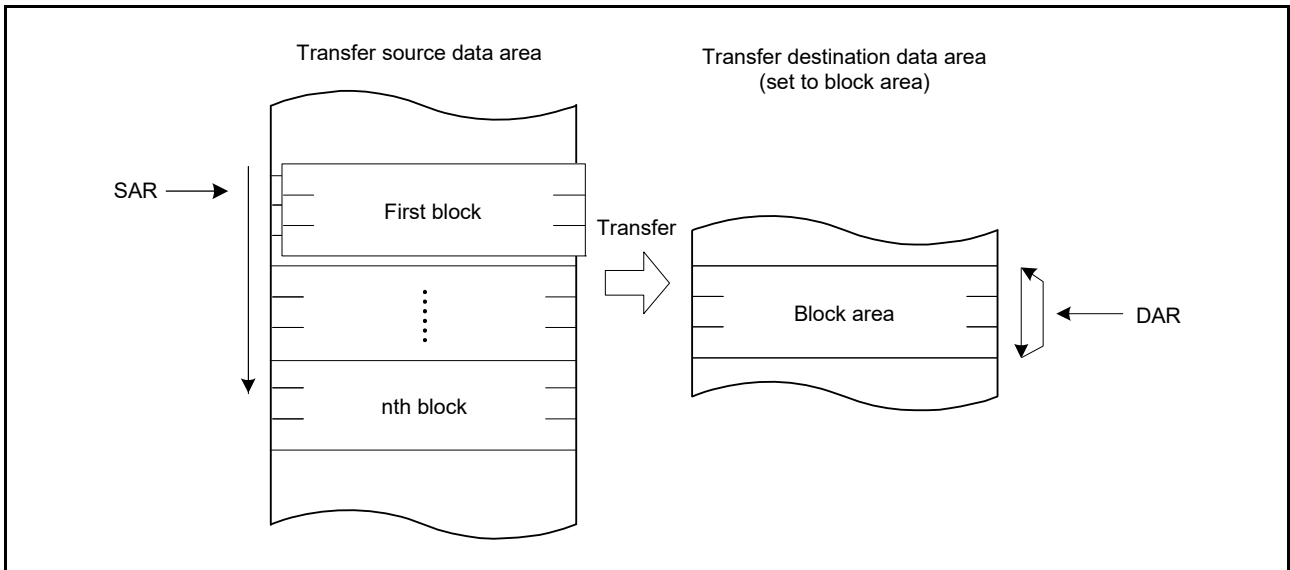 Transfer source data area
Transfer destination data area
(set to block area)
SAR
First block
Transfer
Block area
DAR
nth block